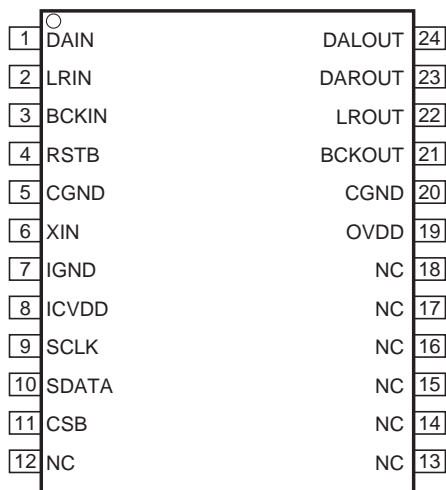 1 DAIN DALOUT 24
2 LRIN DAROUT 23
3 BCKIN LROUT 22
4 RSTB BCKOUT 21
5 CGND CGND 20
6 XIN OVDD 19
7 IGND NC 18
8 ICVDD NC 17
9 SCLK NC 16
10 SDATA NC 15
11 CSB NC 14
12 NC NC 13